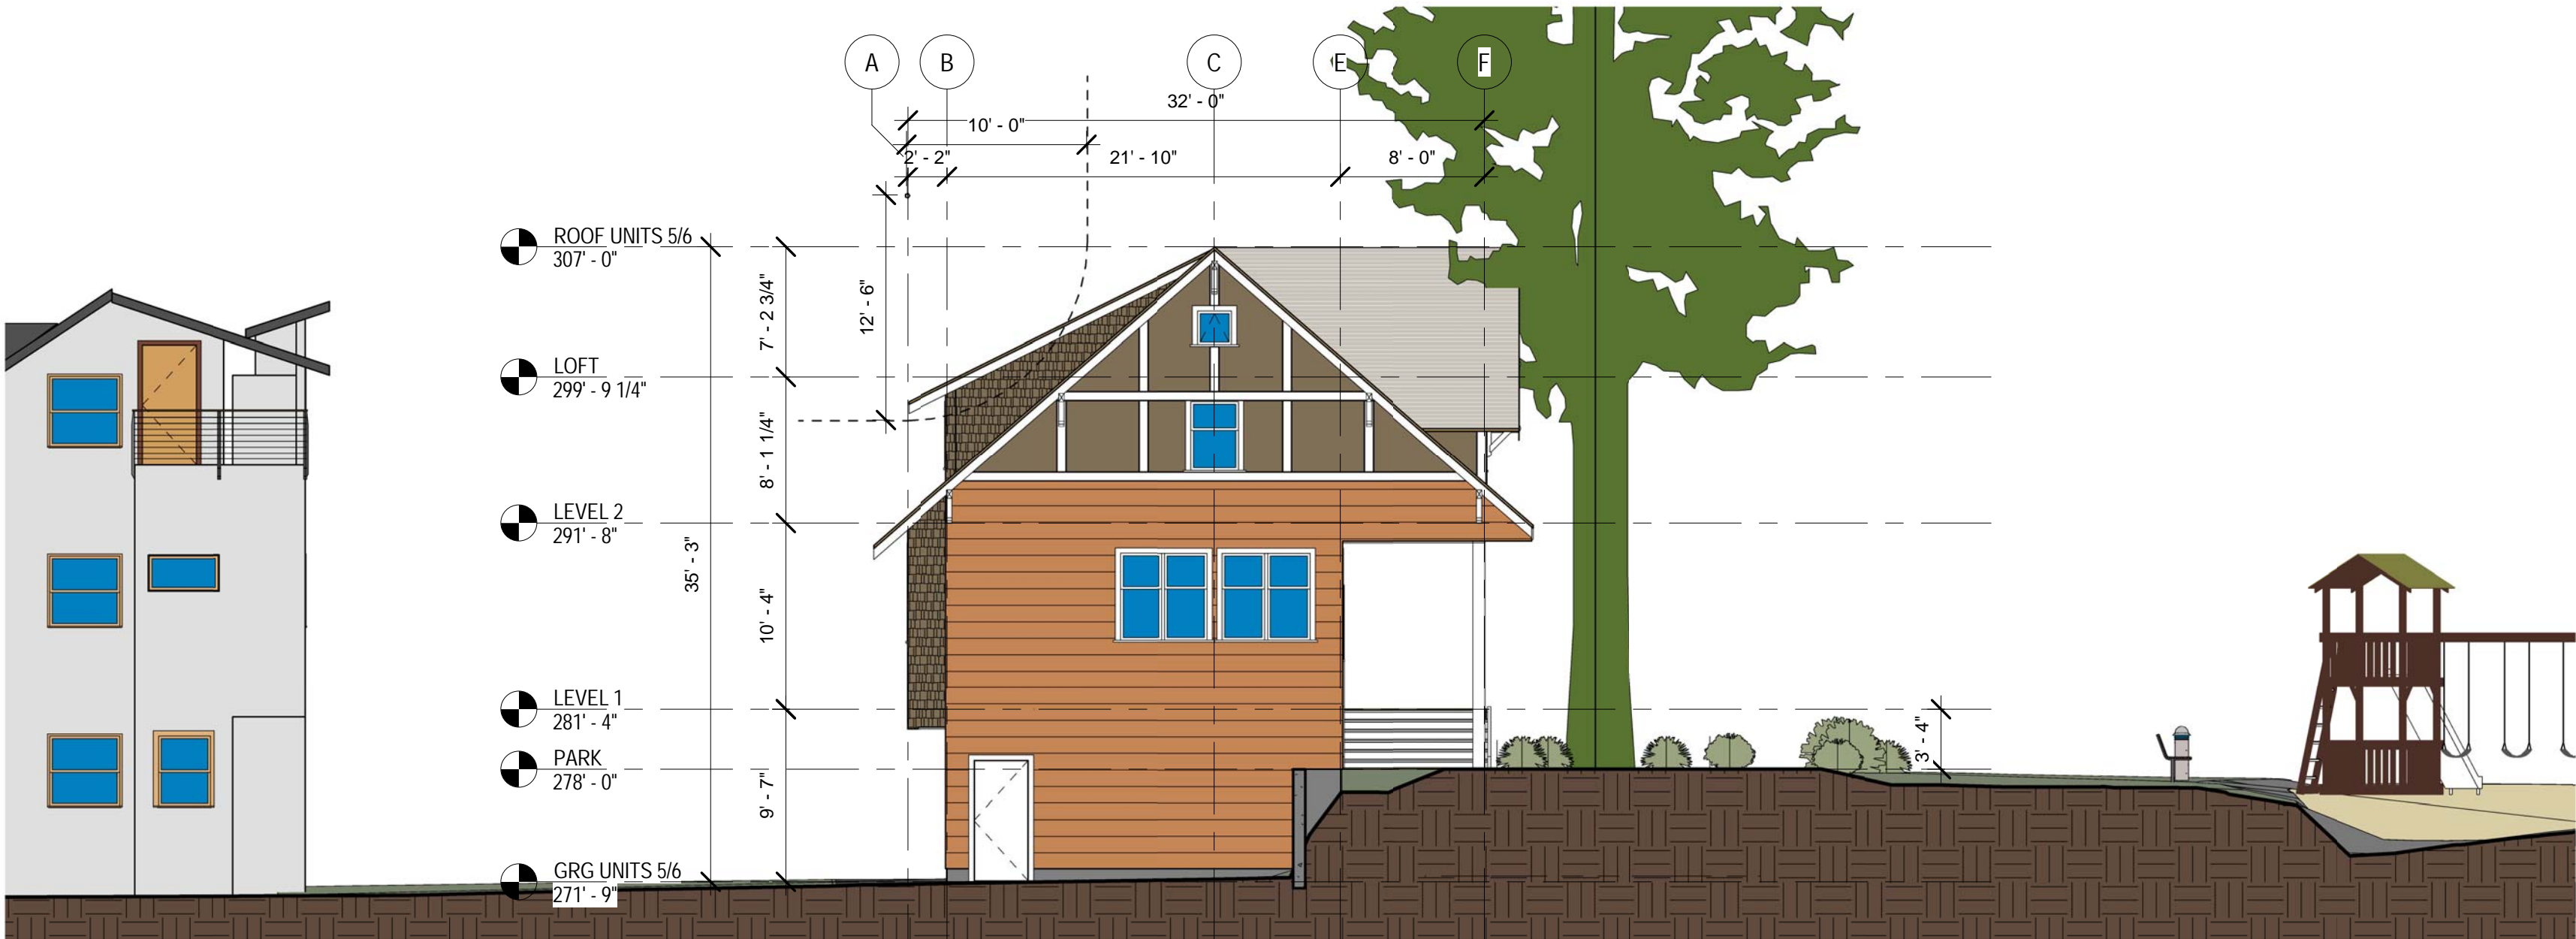 A B C E F
32' - 0"
10' - 0"
2' - 2" 21' - 10" 8' - 0"
ROOF UNITS 5/6
307' - 0"
7' - 2 3/4"
12' - 6"
LOFT
299' - 9 1/4"
8' - 1 1/4"
LEVEL 2
291' - 8"
35' - 3"
10' - 4"
LEVEL 1
281' - 4"
3' - 4"
PARK
278' - 0"
9' - 7"
GRG UNITS 5/6
271' - 9"